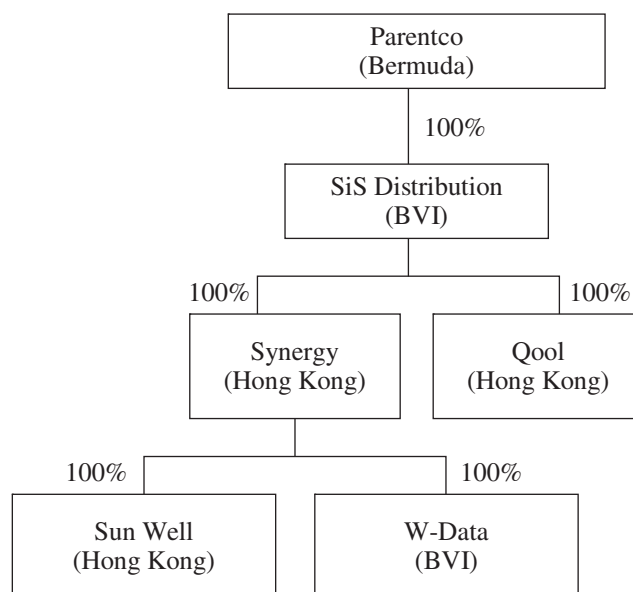 Parentco
(Bermuda)
100%
SiS Distribution
(BVI)
100%
100%
Synergy
(Hong Kong)
Qool
(Hong Kong)
100%
100%
Sun Well
(Hong Kong)
W-Data
(BVI)